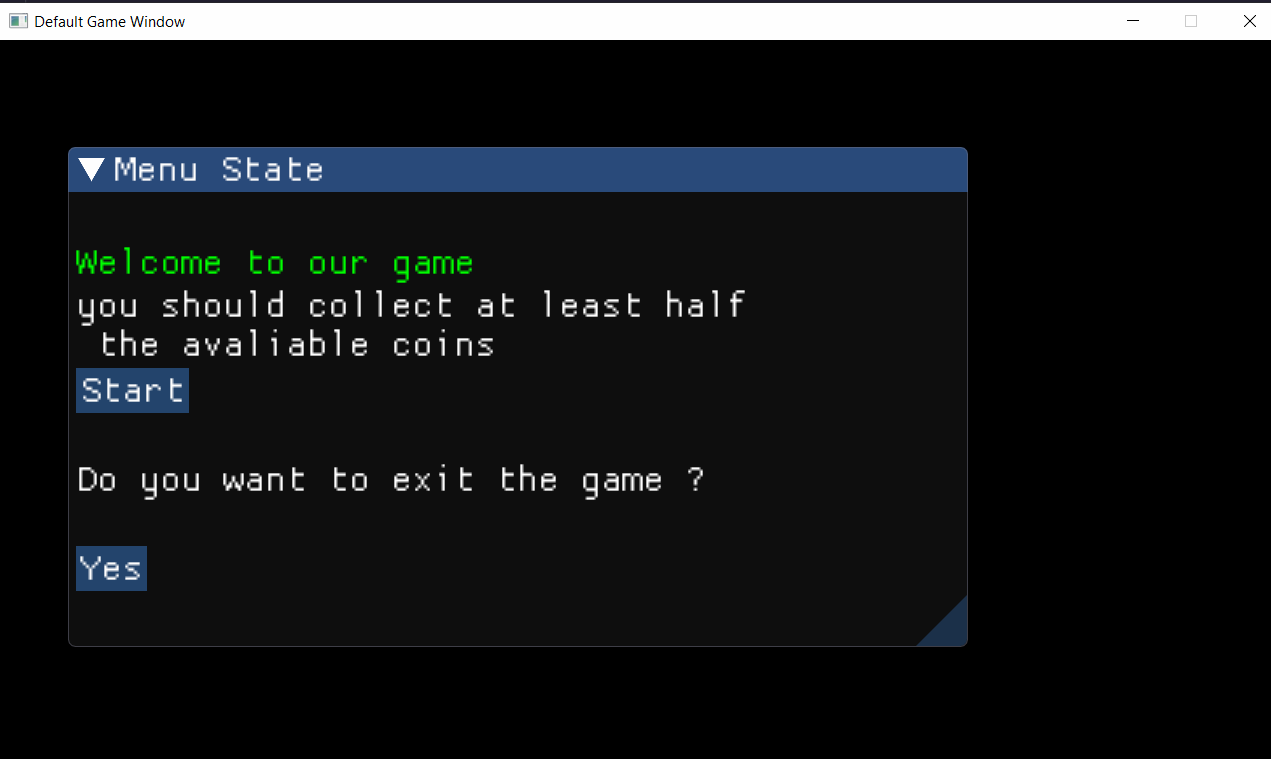 Default Game Window
Menu State
Welcome to our game
you should collect at least half
the avaliable coins
Start
Do you want to exit the game ?
Yes